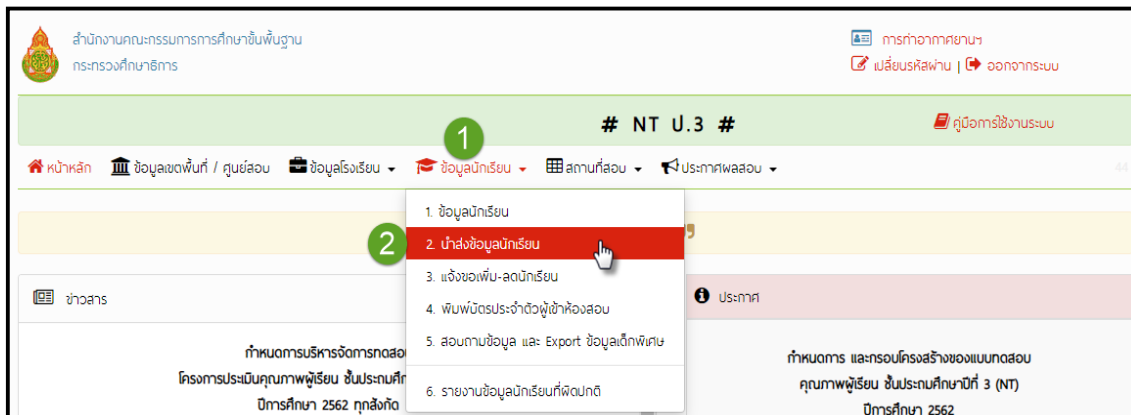 สำนักงานคณะกรรมการการศึกษาขั้นพื้นฐาน
กระทรวงศึกษาธิการ
การท่าอากาศยานฯ
เปลี่ยนรหัสผ่าน | ออกจากระบบ
# NT ป.3 #
คู่มือการใช้งานระบบ
1
หน้าหลัก ข้อมูลเขตพื้นที่ / ศูนย์สอบ ข้อมูลโรงเรียน ข้อมูลนักเรียน สถานที่สอบ ประกาศผลสอบ 44
1. ข้อมูลนักเรียน
2
2. นำส่งข้อมูลนักเรียน
3. แจ้งขอเพิ่ม-ลดนักเรียน
4. พิมพ์บัตรประจำตัวผู้เข้าห้องสอบ
5. สอบถามข้อมูล และ Export ข้อมูลเด็กพิเศษ
6. รายงานข้อมูลนักเรียนที่ผิดปกติ
ข่าวสาร
กำหนดการบริหารจัดการทดสอ
โครงการประเมินคุณภาพผู้เรียน ชั้นประถมศึก
ปีการศึกษา 2562 ทุกสังกัด
ประกาศ
กำหนดการ และกรอบโครงสร้างของแบบทดสอบ
คุณภาพผู้เรียน ชั้นประถมศึกษาปีที่ 3 (NT)
ปีการศึกษา 2562